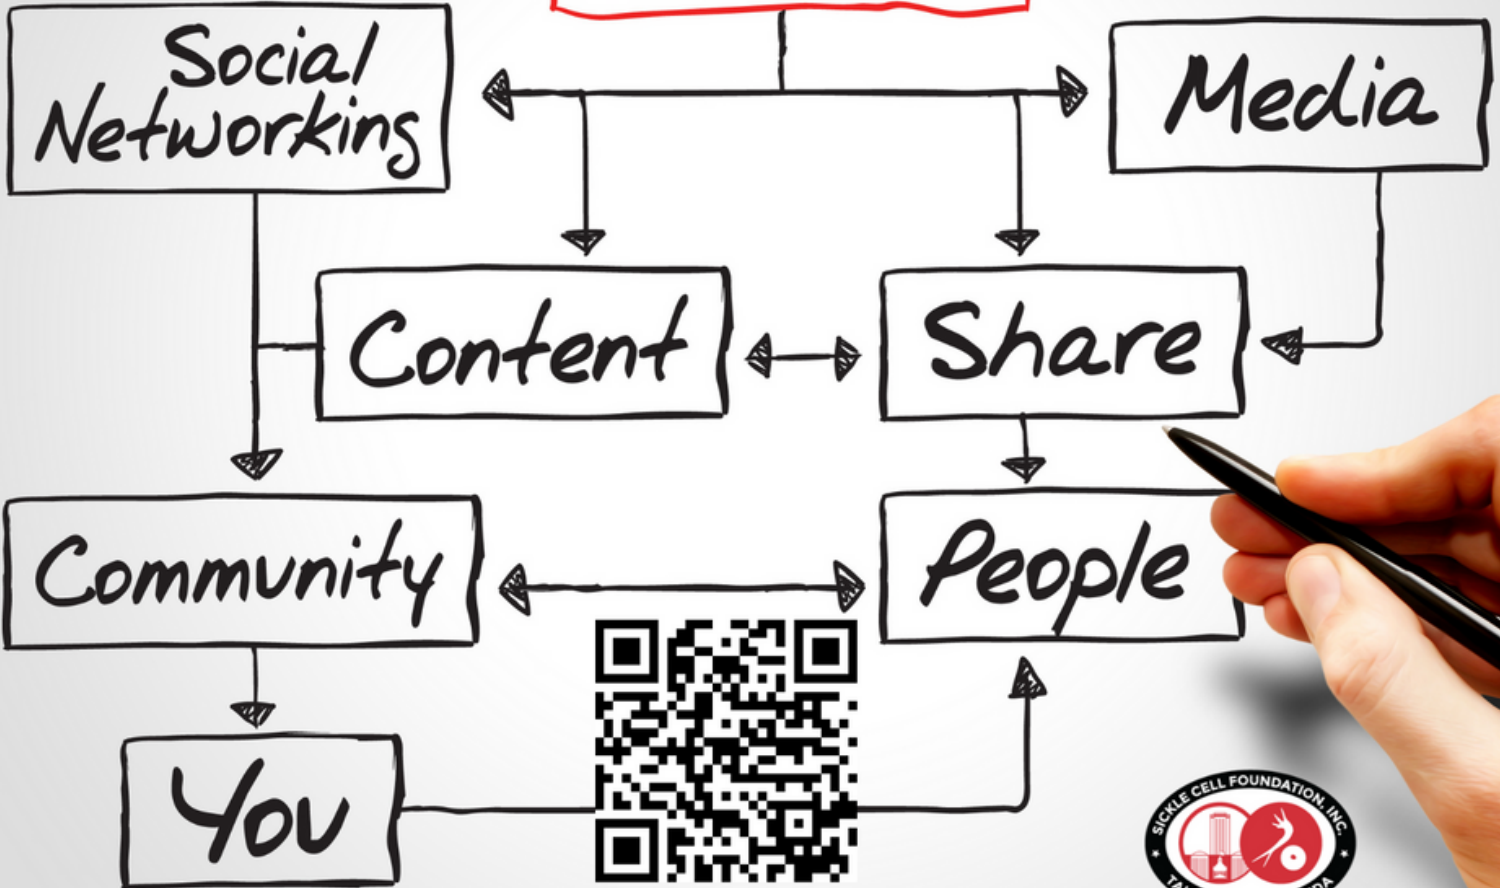 Social
Networking
Media
Content
Share
Community
People
You
SICKLE CELL FOUNDATION, INC.